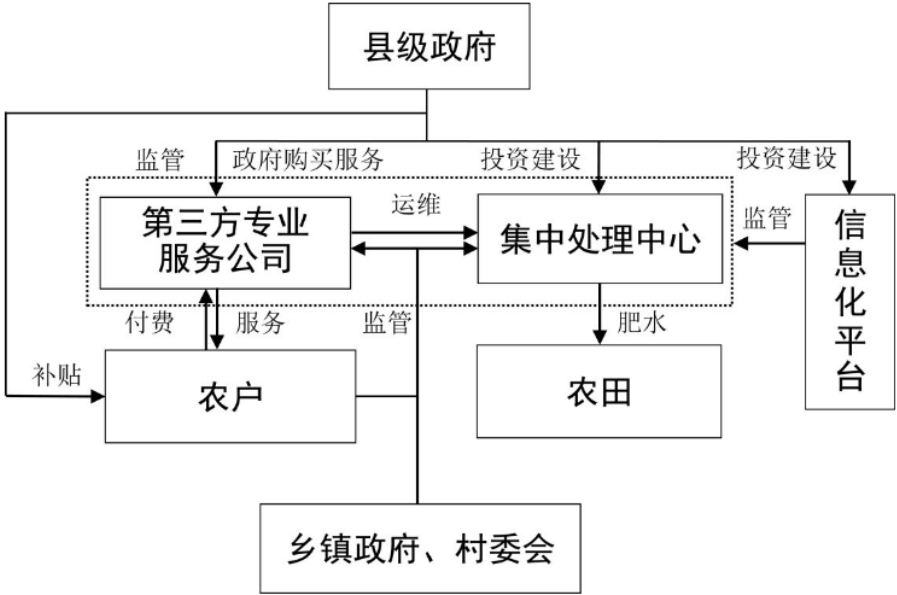 县级政府
监管
政府购买服务
投资建设
投资建设
第三方专业
服务公司
运维
集中处理中心
监管
信息化平台
付费
服务
监管
肥水
补贴
农户
农田
乡镇政府、村委会